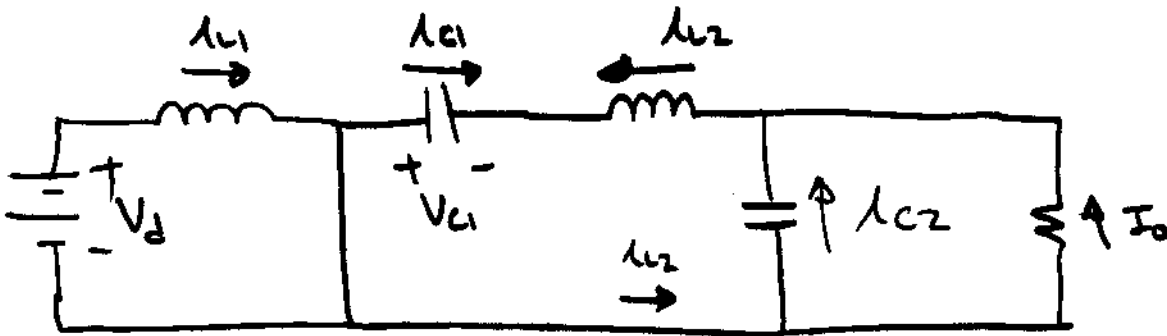 iL1
iC1
iL2
+
Vd
-
+ -
VC1
iC2
Io
iL2